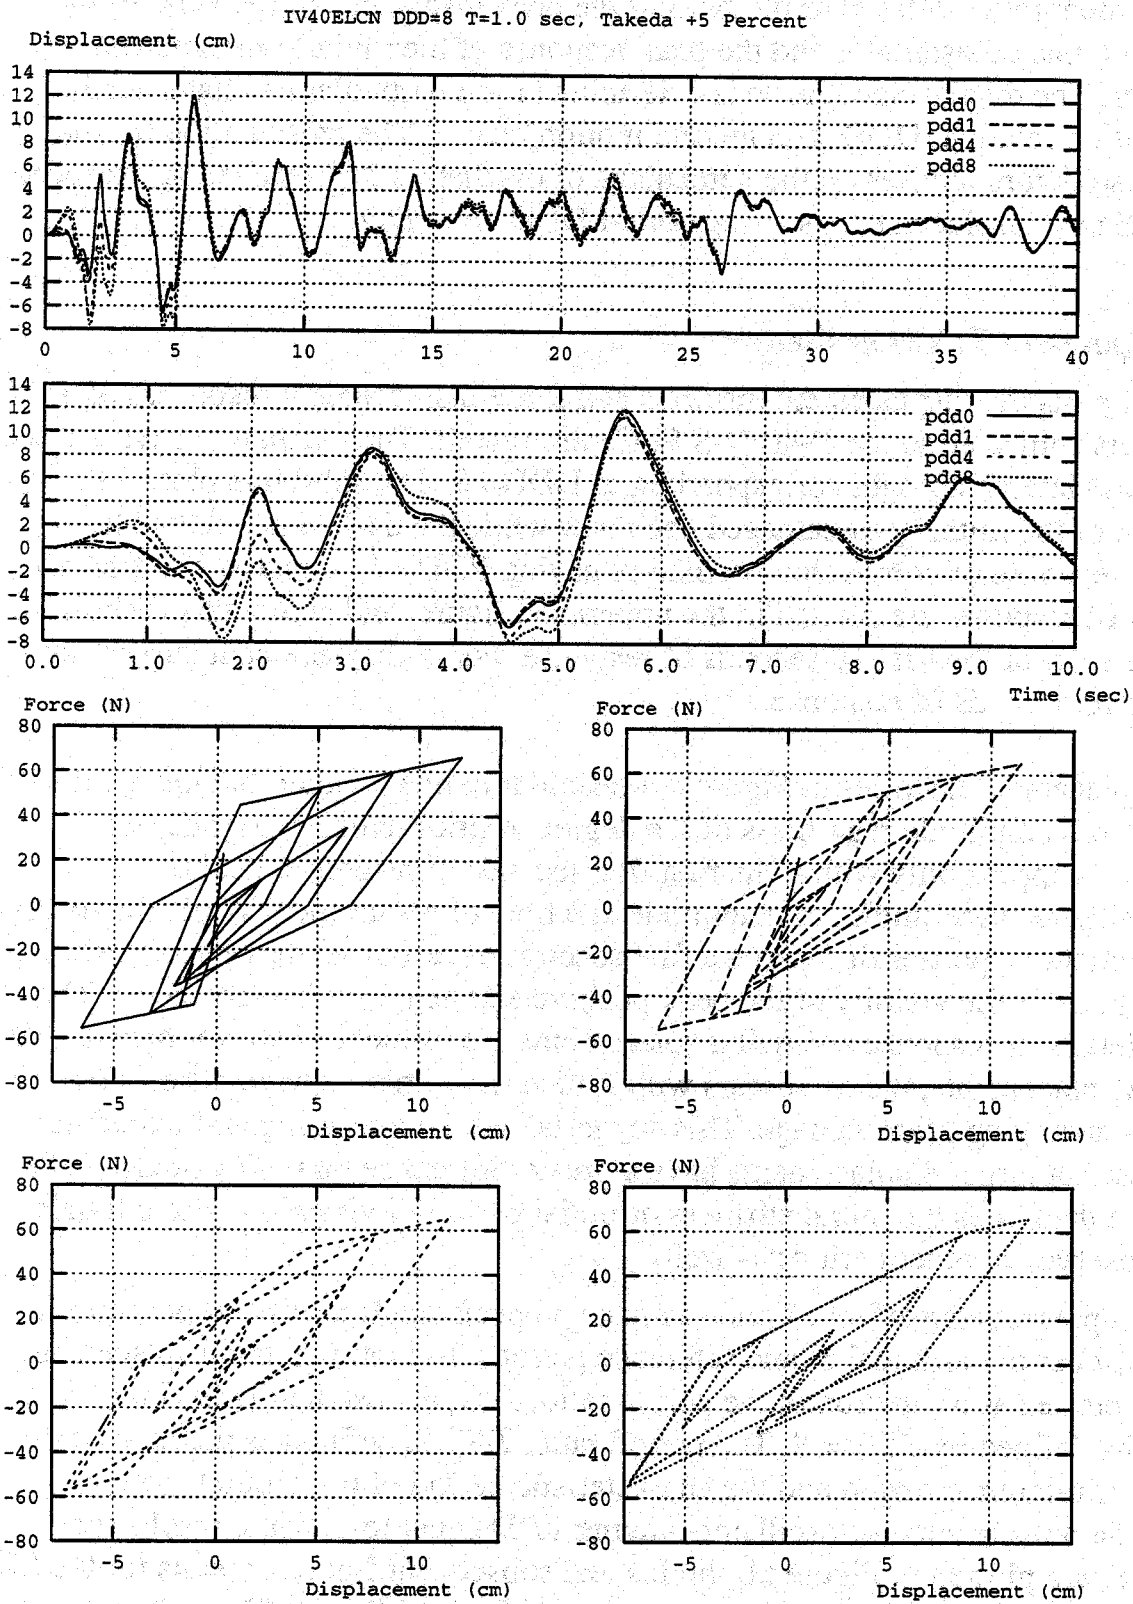 IV40ELCN DDD=8 T=1.0 sec, Takeda +5 Percent
Displacement (cm)
14
12
10
8
6
4
2
0
-2
-4
-6
-8
pdd0
pdd1
pdd4
pdd8
0 5 10 15 20 25 30 35 40
14
12
10
8
6
4
2
0
-2
-4
-6
-8
pdd0
pdd1
pdd4
pdd8
0.0 1.0 2.0 3.0 4.0 5.0 6.0 7.0 8.0 9.0 10.0
Time (sec)
Force (N)
80
60
40
20
0
-20
-40
-60
-80
-5 0 5 10
Displacement (cm)
Force (N)
80
60
40
20
0
-20
-40
-60
-80
-5 0 5 10
Displacement (cm)
Force (N)
80
60
40
20
0
-20
-40
-60
-80
-5 0 5 10
Displacement (cm)
Force (N)
80
60
40
20
0
-20
-40
-60
-80
-5 0 5 10
Displacement (cm)